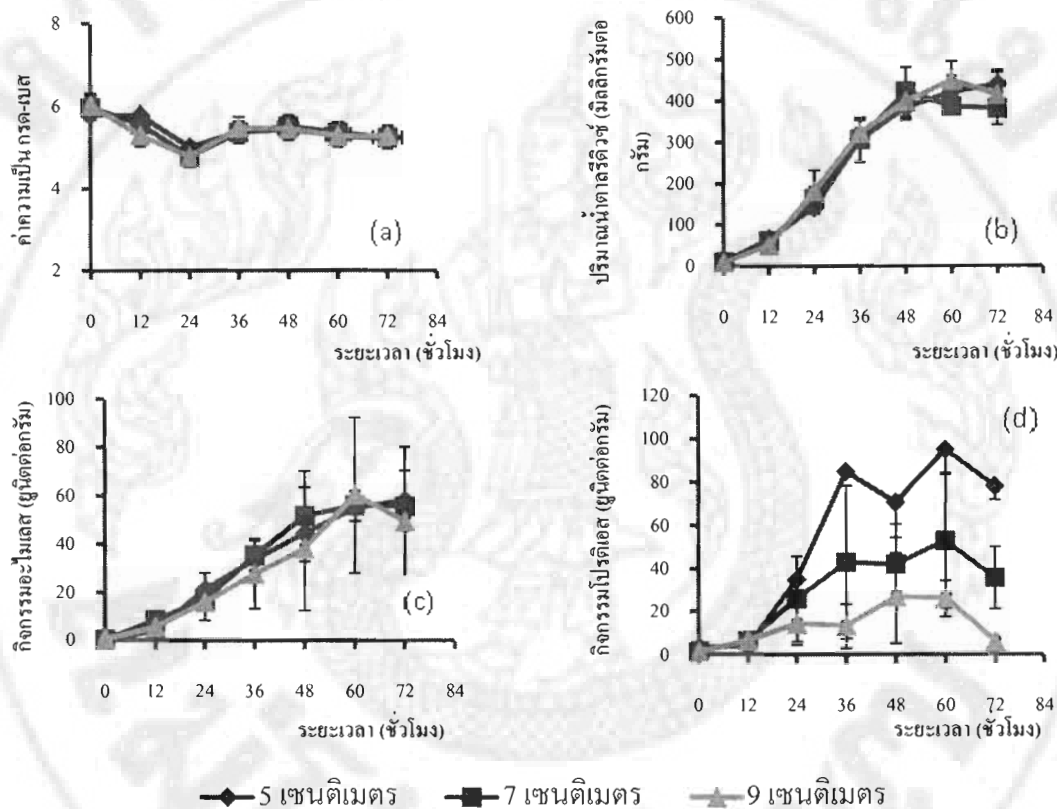 8
6
4
2
ค่าความเป็น กรด-เบส
(a)
0 12 24 36 48 60 72 84
ระยะเวลา (ชั่วโมง)
600
500
400
300
200
100
0
ปริมาณน้ำตาลรีดิวซ์ (มิลลิกรัมต่อ
กรัม)
(b)
0 12 24 36 48 60 72 84
ระยะเวลา (ชั่วโมง)
100
80
60
40
20
0
กิจกรรมอะไมเลส (ยูนิตต่อกรัม)
(c)
0 12 24 36 48 60 72 84
ระยะเวลา (ชั่วโมง)
120
100
80
60
40
20
0
กิจกรรมโปรติเอส (ยูนิตต่อกรัม)
(d)
0 12 24 36 48 60 72 84
ระยะเวลา (ชั่วโมง)
5 เซนติเมตร 7 เซนติเมตร 9 เซนติเมตร